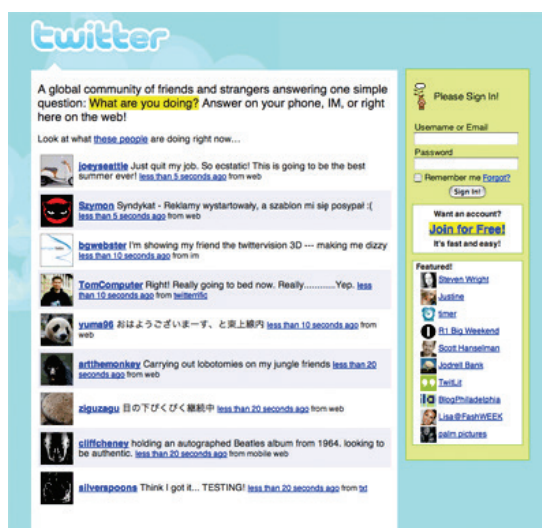 twitter
A global community of friends and strangers answering one simple
question: What are you doing? Answer on your phone, IM, or right
here on the web!
Look at what these people are doing right now...
joeyseattle Just quit my job. So ecstatic! This is going to be the best
summer ever! less than 5 seconds ago from web
Szymon Syndykat - Reklamy wystartowały, a szablon mi się posypał :(
less than 5 seconds ago from web
bgwebster I'm showing my friend the twittervision 3D --- making me dizzy
less than 10 seconds ago from im
TomComputer Right! Really going to bed now. Really............Yep. less
than 10 seconds ago from twitterrific
yuma96 おはようございまーす、と東上線内 less than 10 seconds ago from
web
artthemonkey Carrying out lobotomies on my jungle friends less than 20
seconds ago from web
ziguzagu 目の下ぴくぴく継続中 less than 20 seconds ago from web
cliffcheney holding an autographed Beatles album from 1964. looking to
be authentic. less than 20 seconds ago from mobile web
silverspoons Think I got it... TESTING! less than 20 seconds ago from txt
Please Sign In!
Username or Email
Password
Remember me Forgot?
Sign In!
Want an account?
Join for Free!
It's fast and easy!
Featured!
Steven Wright
Justine
timer
R1 Big Weekend
Scott Hanselman
Jodrell Bank
TwitLit
BlogPhiladelphia
Lisa@FashWEEK
palm pictures